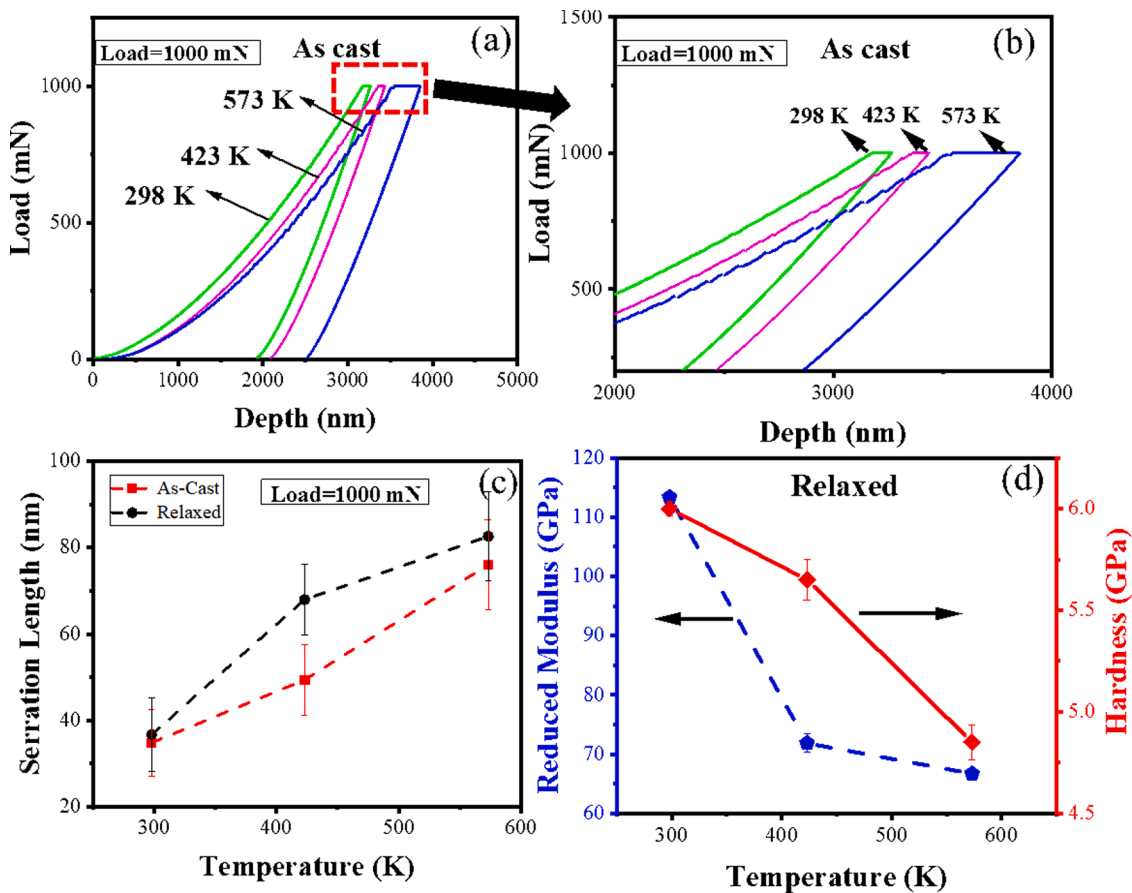 (a)
Load=1000 mN
As cast
573 K
423 K
298 K
Load (mN)
1000
500
0
0
1000
2000
3000
4000
5000
Depth (nm)
(b)
Load=1000 mN
As cast
298 K
423 K
573 K
Load (mN)
1500
1000
500
2000
3000
4000
Depth (nm)
(c)
As-Cast
Relaxed
Load=1000 mN
Serration Length (nm)
100
80
60
40
20
300
400
500
600
Temperature (K)
(d)
Relaxed
Reduced Modulus (GPa)
120
110
100
90
80
70
60
Hardness (GPa)
6.0
5.5
5.0
4.5
300
400
500
600
Temperature (K)